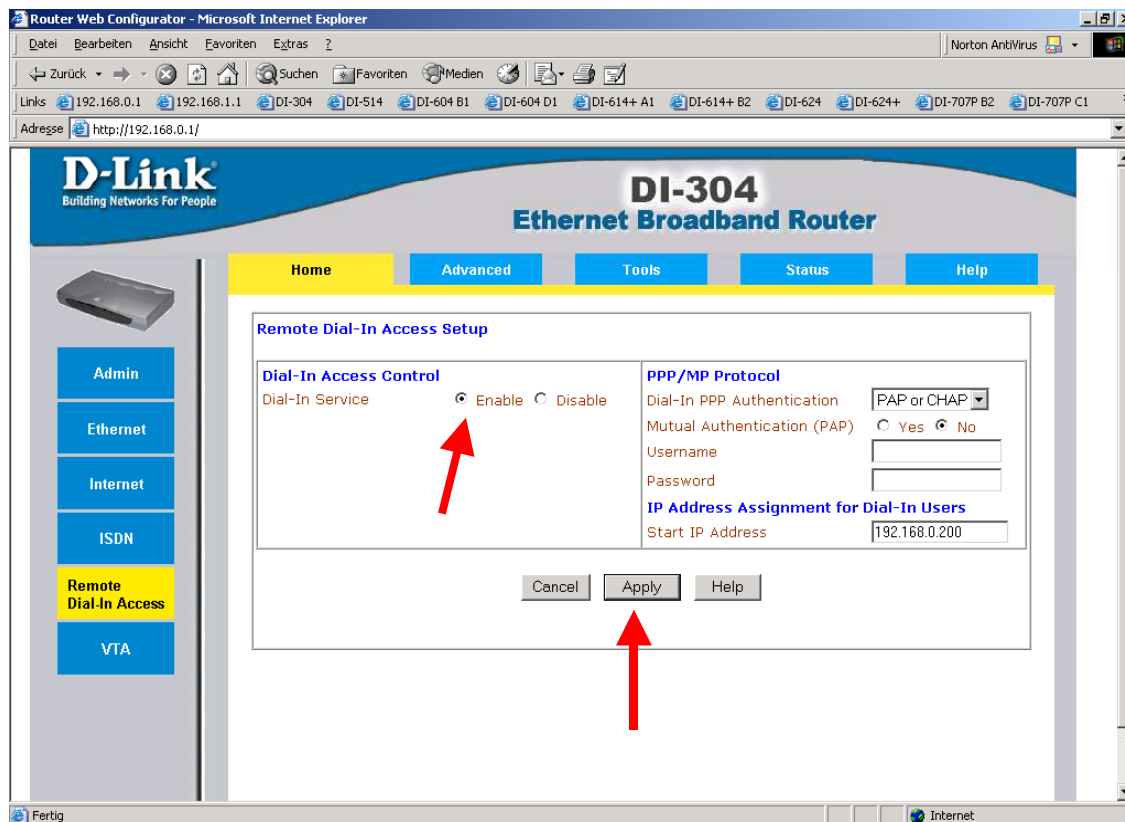 Router Web Configurator - Microsoft Internet Explorer
Datei Bearbeiten Ansicht Favoriten Extras ?
Norton AntiVirus
Zurück Suchen Favoriten Medien
Links 192.168.0.1 192.168.1.1 DI-304 DI-514 DI-604 B1 DI-604 D1 DI-614+ A1 DI-614+ B2 DI-624 DI-624+ DI-707P B2 DI-707P C1
Adresse http://192.168.0.1/
D-Link
Building Networks For People
DI-304
Ethernet Broadband Router
Home Advanced Tools Status Help
Admin
Ethernet
Internet
ISDN
Remote
Dial-In Access
VTA
Remote Dial-In Access Setup
Dial-In Access Control
Dial-In Service Enable Disable
PPP/MP Protocol
Dial-In PPP Authentication PAP or CHAP
Mutual Authentication (PAP) Yes No
Username
Password
IP Address Assignment for Dial-In Users
Start IP Address 192.168.0.200
Cancel Apply Help
Fertig Internet